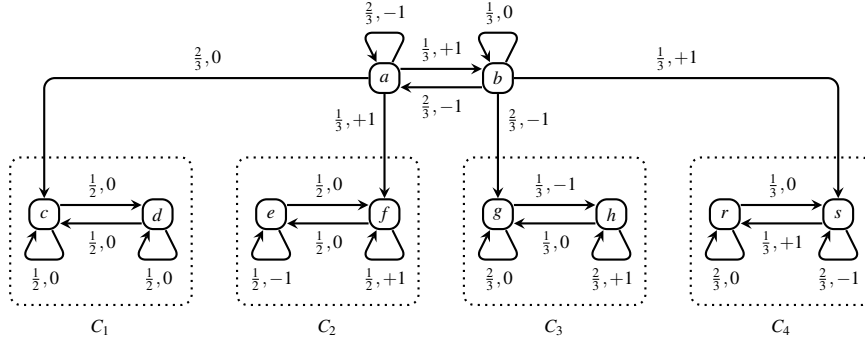 2/3, −1
1/3, 0
2/3, 0
1/3, +1
1/3, +1
a
b
2/3, −1
1/3, +1
2/3, −1
1/2, 0
1/2, 0
1/3, −1
1/3, 0
c
d
e
f
g
h
r
s
1/2, 0
1/2, 0
1/3, 0
1/3, +1
1/2, 0
1/2, 0
1/2, −1
1/2, +1
2/3, 0
2/3, +1
2/3, 0
2/3, −1
C₁
C₂
C₃
C₄